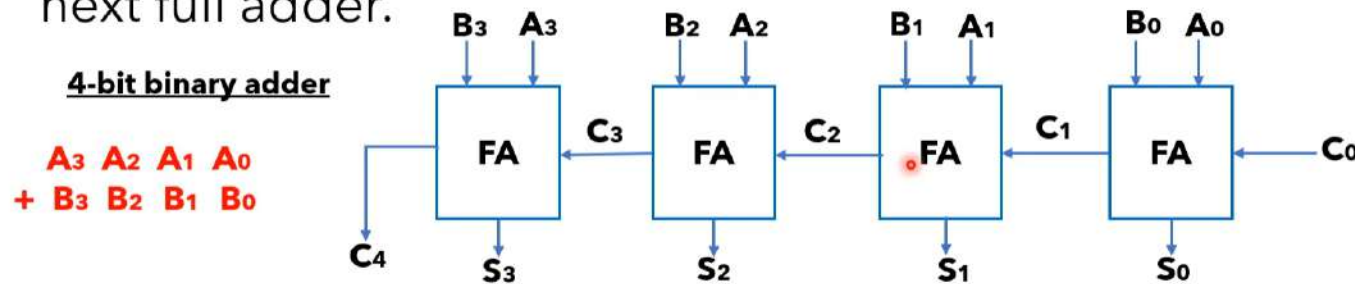 next full adder.
B3 A3 B2 A2 B1 A1 B0 A0
4-bit binary adder
FA C3 FA C2 FA C1 FA C0
A3 A2 A1 A0
+ B3 B2 B1 B0
C4 S3 S2 S1 S0